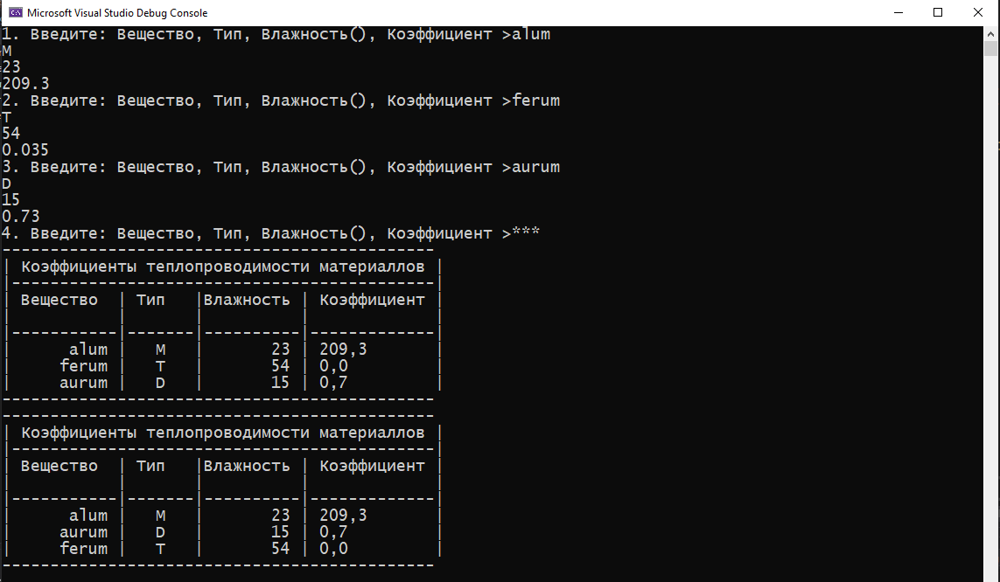 Microsoft Visual Studio Debug Console
1. Введите: Вещество, Тип, Влажность(), Коэффициент >alum
M
23
209.3
2. Введите: Вещество, Тип, Влажность(), Коэффициент >ferum
T
54
0.035
3. Введите: Вещество, Тип, Влажность(), Коэффициент >aurum
D
15
0.73
4. Введите: Вещество, Тип, Влажность(), Коэффициент >***
---------------------------------------------
| Коэффициенты теплопроводимости материаллов |
|--------------------------------------------|
| Вещество  | Тип   |Влажность | Коэффициент |
|           |       |          |             |
|-----------|-------|----------|-------------|
|      alum |   M   |       23 | 209,3       |
|     ferum |   T   |       54 | 0,0         |
|     aurum |   D   |       15 | 0,7         |
---------------------------------------------
---------------------------------------------
| Коэффициенты теплопроводимости материаллов |
|--------------------------------------------|
| Вещество  | Тип   |Влажность | Коэффициент |
|           |       |          |             |
|-----------|-------|----------|-------------|
|      alum |   M   |       23 | 209,3       |
|     aurum |   D   |       15 | 0,7         |
|     ferum |   T   |       54 | 0,0         |
---------------------------------------------